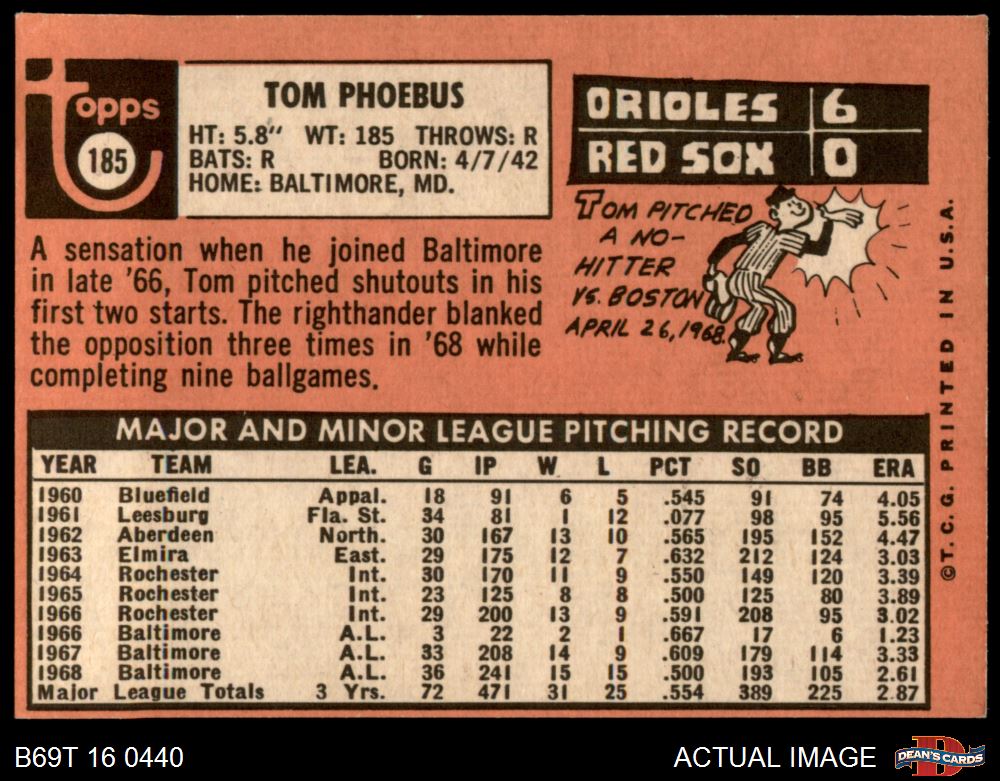 Topps
185
TOM PHOEBUS
HT: 5.8" WT: 185 THROWS: R
BATS: R BORN: 4/7/42
HOME: BALTIMORE, MD.
A sensation when he joined Baltimore
in late '66, Tom pitched shutouts in his
first two starts. The righthander blanked
the opposition three times in '68 while
completing nine ballgames.
ORIOLES 6
RED SOX 0
TOM PITCHED
A NO-
HITTER
VS. BOSTON
APRIL 26, 1968.
MAJOR AND MINOR LEAGUE PITCHING RECORD
YEAR TEAM LEA. G IP W L PCT SO BB ERA
1960 Bluefield Appal. 18 91 6 5 .545 91 74 4.05
1961 Leesburg Fla. St. 34 81 1 12 .077 98 95 5.56
1962 Aberdeen North. 30 167 13 10 .565 195 152 4.47
1963 Elmira East. 29 175 12 7 .632 212 124 3.03
1964 Rochester Int. 30 170 11 9 .550 149 120 3.39
1965 Rochester Int. 23 125 8 8 .500 125 80 3.89
1966 Rochester Int. 29 200 13 9 .591 208 95 3.02
1966 Baltimore A.L. 3 22 2 1 .667 17 6 1.23
1967 Baltimore A.L. 33 208 14 9 .609 179 114 3.33
1968 Baltimore A.L. 36 241 15 15 .500 193 105 2.61
Major League Totals 3 Yrs. 72 471 31 25 .554 389 225 2.87
©T.C.G. PRINTED IN U.S.A.
B69T 16 0440
ACTUAL IMAGE
D
DEAN'S CARDS